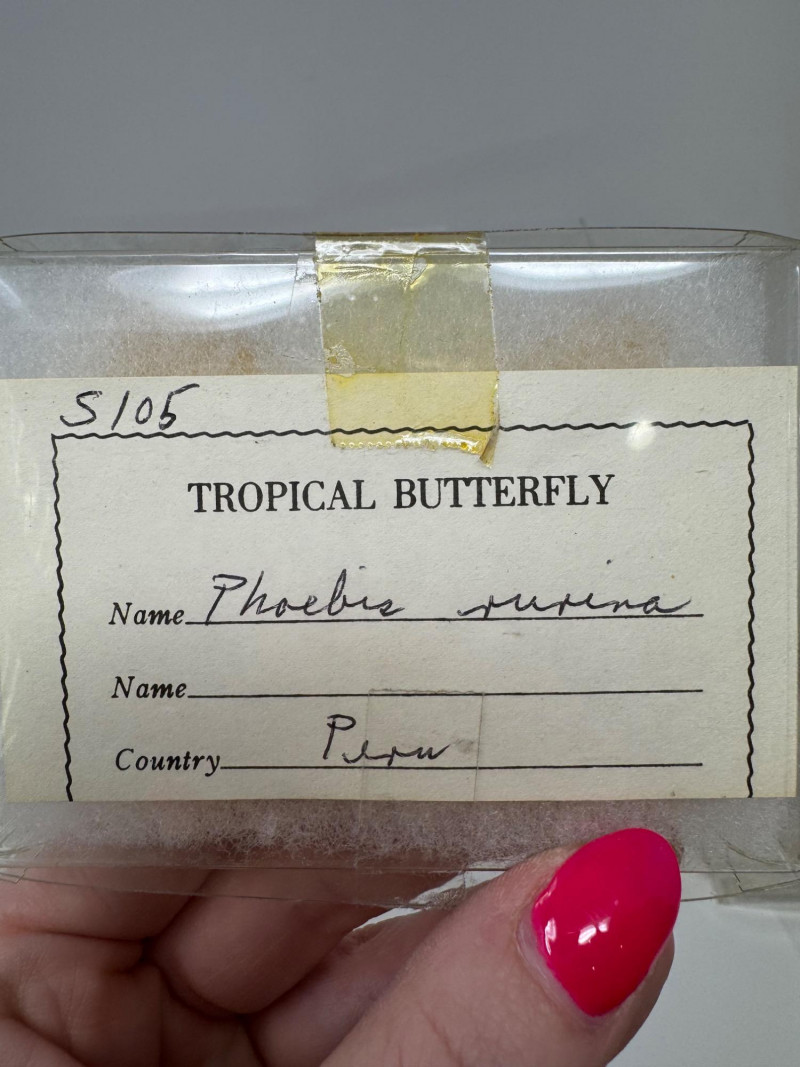 S105
TROPICAL BUTTERFLY
Name Phoebis rurina
Name
Country Peru